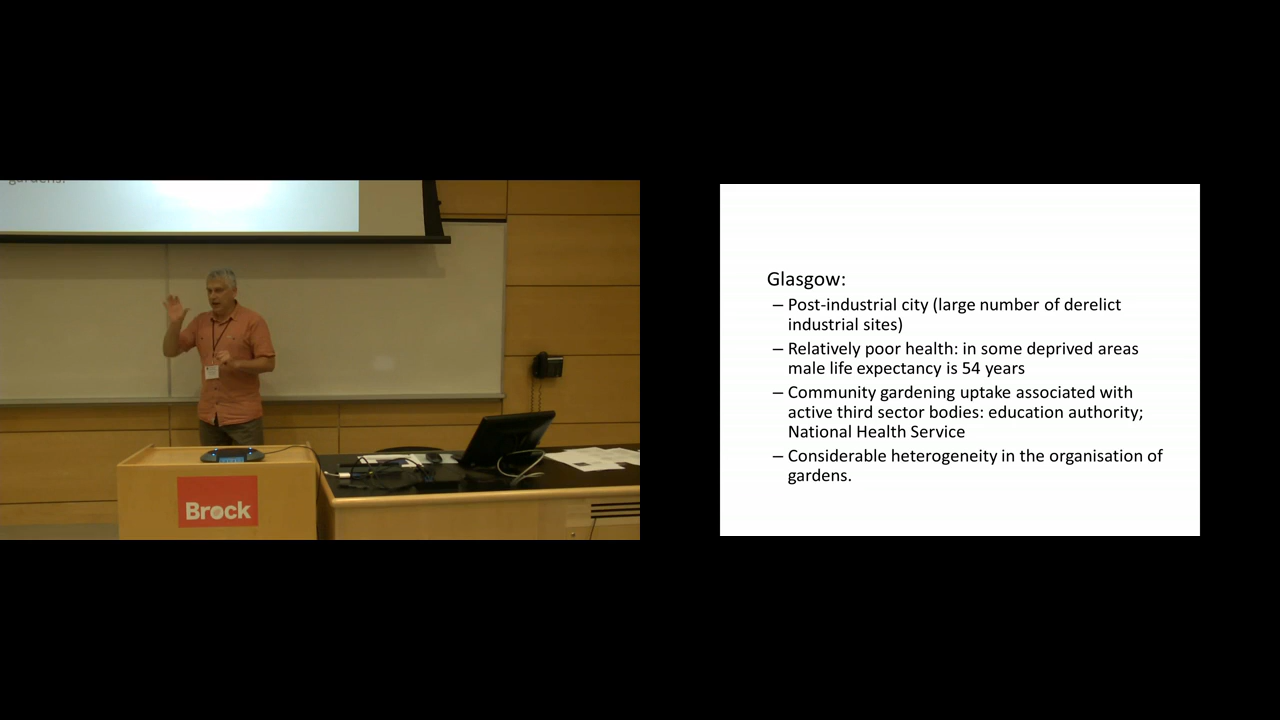 gardens.
Brock
Glasgow:
– Post-industrial city (large number of derelict
industrial sites)
– Relatively poor health: in some deprived areas
male life expectancy is 54 years
– Community gardening uptake associated with
active third sector bodies: education authority;
National Health Service
– Considerable heterogeneity in the organisation of
gardens.